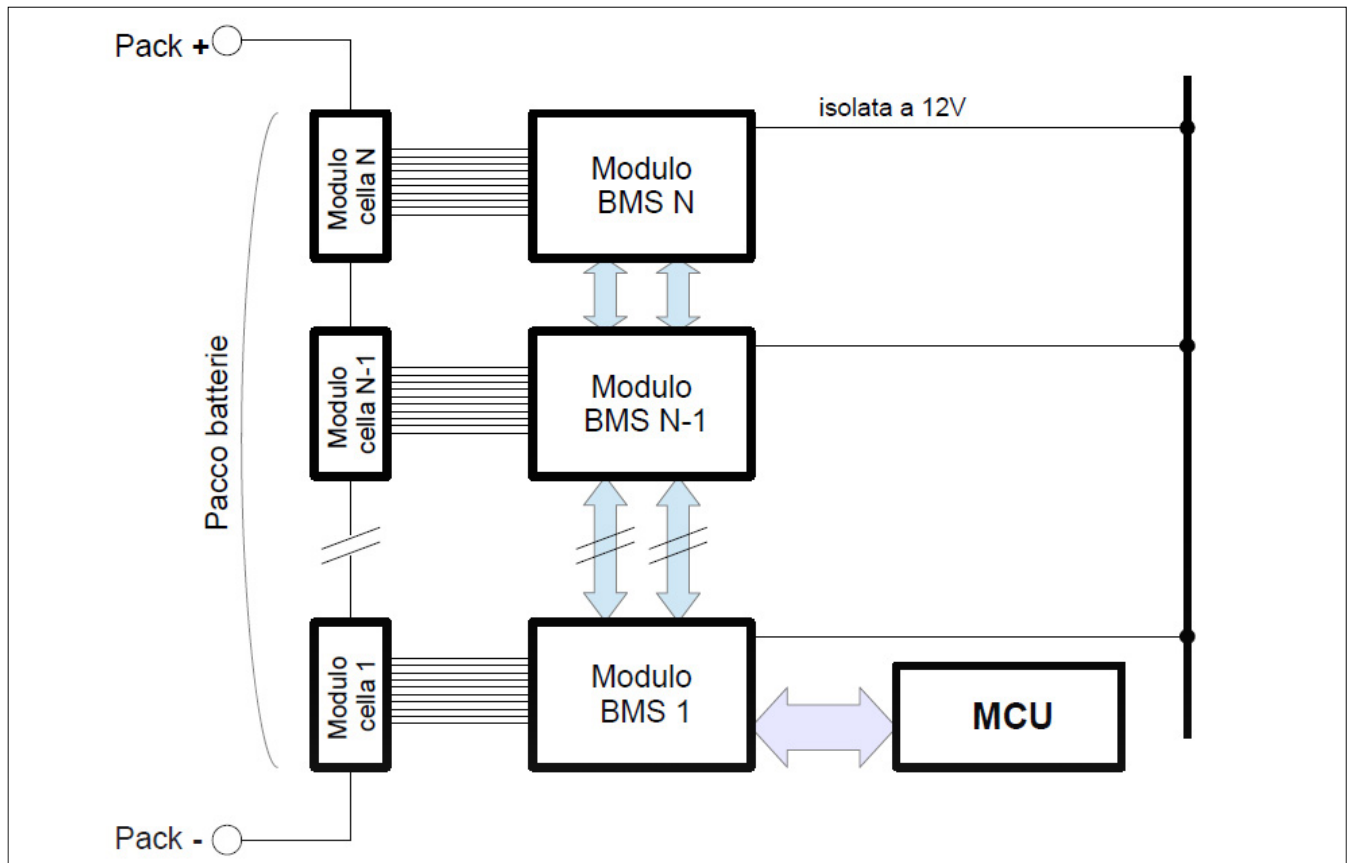 Pack +
isolata a 12V
Modulo
cella N
Modulo
BMS N
Pacco batterie
Modulo
cella N-1
Modulo
BMS N-1
Modulo
cella 1
Modulo
BMS 1
MCU
Pack -